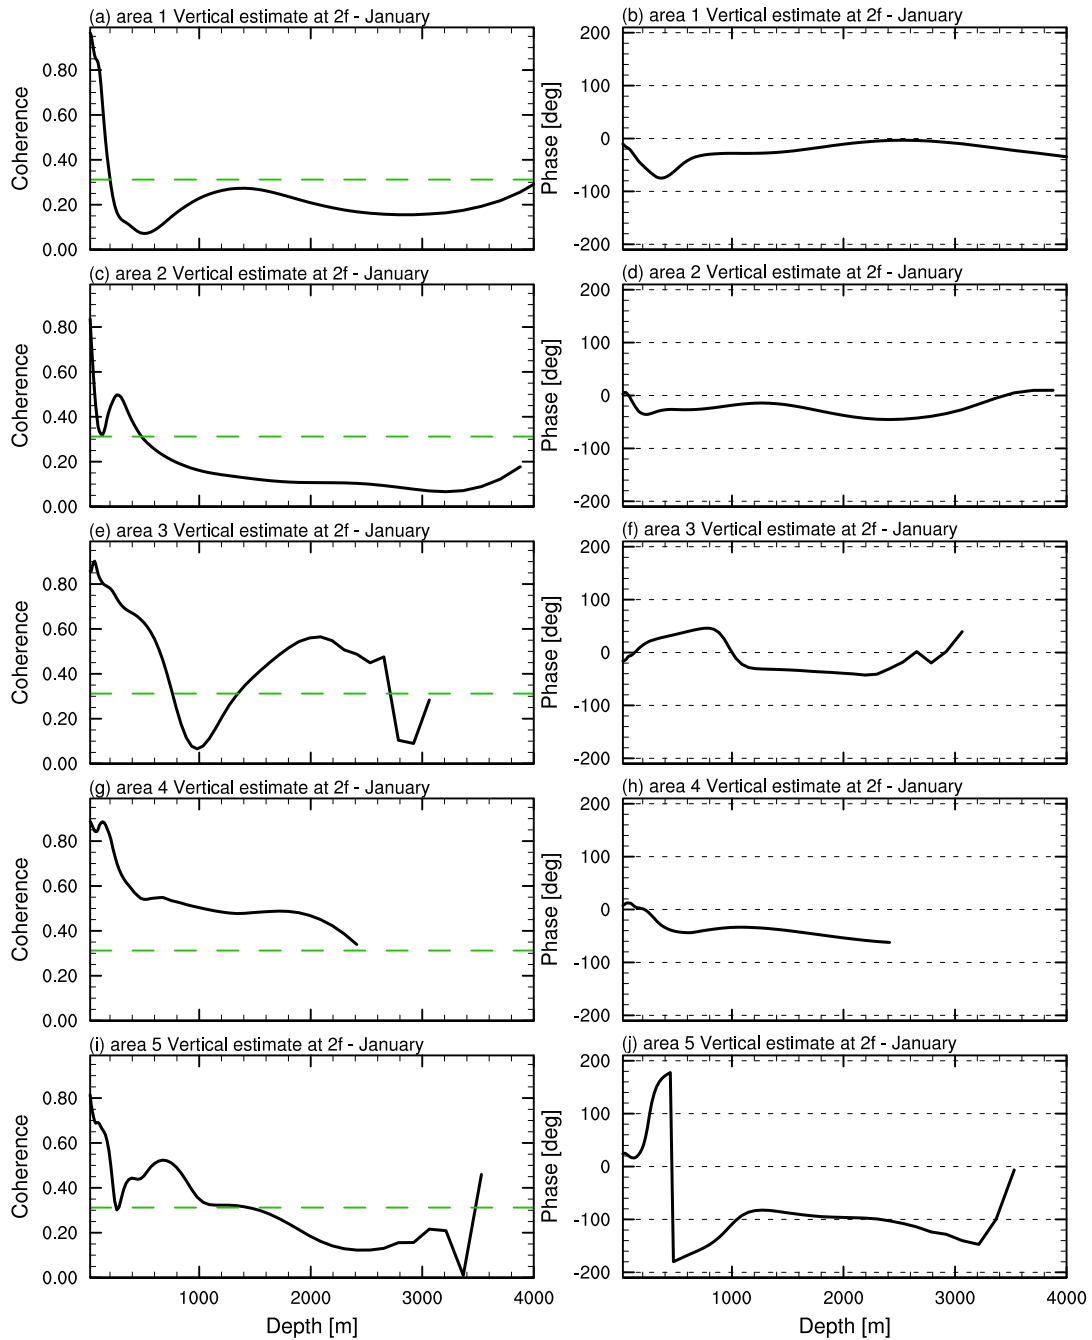 (a) area 1 Vertical estimate at 2f - January
0.80
0.60
0.40
0.20
0.00
Coherence
(b) area 1 Vertical estimate at 2f - January
200
100
0
-100
-200
Phase [deg]
(c) area 2 Vertical estimate at 2f - January
0.80
0.60
0.40
0.20
0.00
Coherence
(d) area 2 Vertical estimate at 2f - January
200
100
0
-100
-200
Phase [deg]
(e) area 3 Vertical estimate at 2f - January
0.80
0.60
0.40
0.20
0.00
Coherence
(f) area 3 Vertical estimate at 2f - January
200
100
0
-100
-200
Phase [deg]
(g) area 4 Vertical estimate at 2f - January
0.80
0.60
0.40
0.20
0.00
Coherence
(h) area 4 Vertical estimate at 2f - January
200
100
0
-100
-200
Phase [deg]
(i) area 5 Vertical estimate at 2f - January
0.80
0.60
0.40
0.20
0.00
Coherence
1000 2000 3000 4000
Depth [m]
(j) area 5 Vertical estimate at 2f - January
200
100
0
-100
-200
Phase [deg]
0 1000 2000 3000 4000
Depth [m]